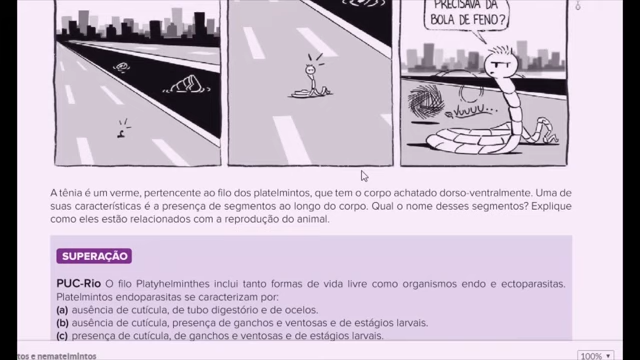 PRECISAVA DA
BOLA DE FENO?
VUUU...
A tênia é um verme, pertencente ao filo dos platelmintos, que tem o corpo achatado dorso-ventralmente. Uma de
suas características é a presença de segmentos ao longo do corpo. Qual o nome desses segmentos? Explique
como eles estão relacionados com a reprodução do animal.
SUPERAÇÃO
PUC-Rio O filo Platyhelminthes inclui tanto formas de vida livre como organismos endo e ectoparasitas.
Platelmintos endoparasitas se caracterizam por:
(a) ausência de cutícula, de tubo digestório e de ocelos.
(b) ausência de cutícula, presença de ganchos e ventosas e de estágios larvais.
(c) presença de cutícula, de ganchos e ventosas e de estágios larvais.
tos e nematelmintos
100%